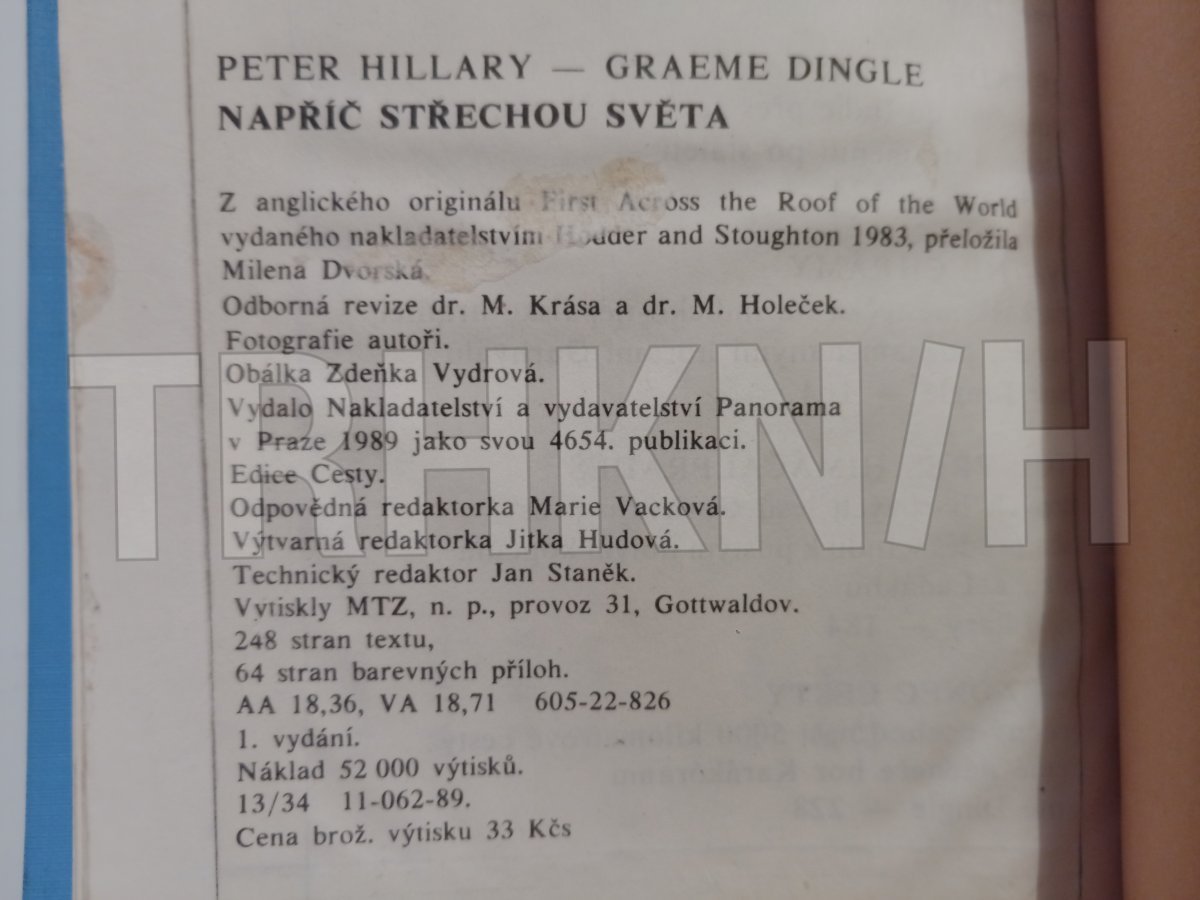 PETER HILLARY — GRAEME DINGLE
NAPŘÍČ STŘECHOU SVĚTA
Z anglického originálu First Across the Roof of the World
vydaného nakladatelstvím Hodder and Stoughton 1983, přeložila
Milena Dvorská.
Odborná revize dr. M. Krása a dr. M. Holeček.
Fotografie autoři.
Obálka Zdeňka Vydrová.
Vydalo Nakladatelství a vydavatelství Panorama
v Praze 1989 jako svou 4654. publikaci.
Edice Cesty.
Odpovědná redaktorka Marie Vacková.
Výtvarná redaktorka Jitka Hudová.
Technický redaktor Jan Staněk.
Vytiskly MTZ, n. p., provoz 31, Gottwaldov.
248 stran textu,
64 stran barevných příloh.
AA 18,36, VA 18,71 605-22-826
1. vydání.
Náklad 52 000 výtisků.
13/34 11-062-89.
Cena brož. výtisku 33 Kčs
TRHKN/H